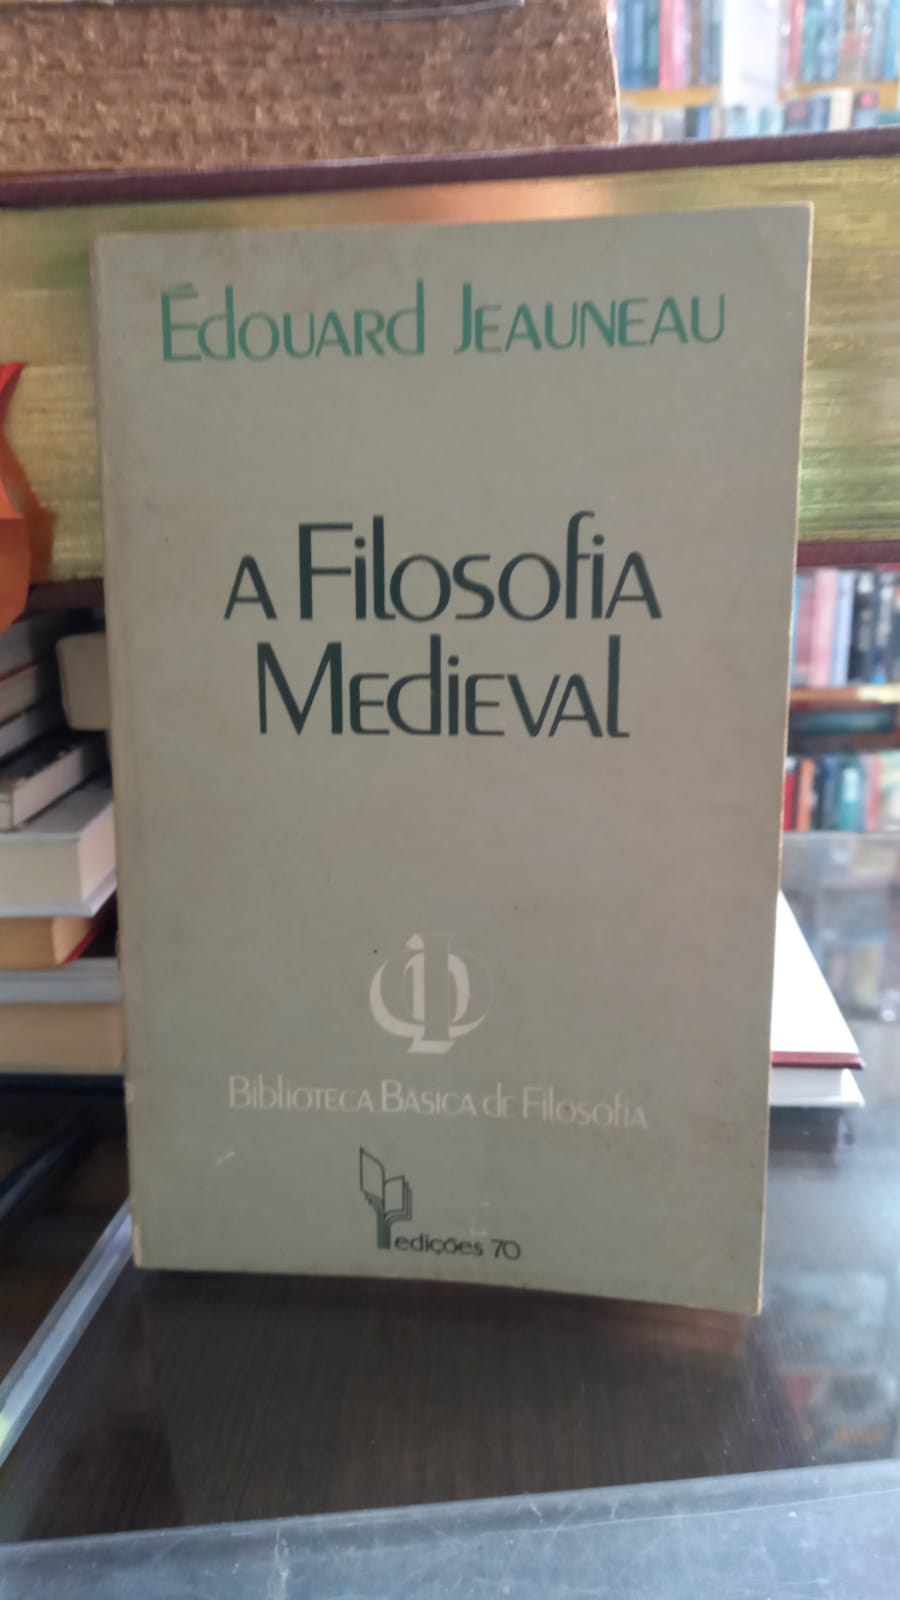 Édouard Jeauneau
A Filosofia
Medieval
Biblioteca Básica de Filosofia
edições 70